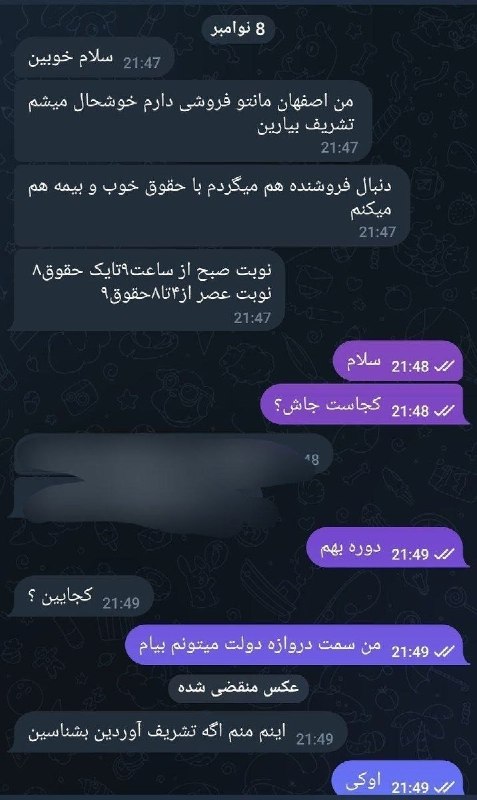 8 نوامبر
سلام خوبین 21:47
من اصفهان مانتو فروشی دارم خوشحال میشم
تشریف بیارین
21:47
دنبال فروشنده هم میگردم با حقوق خوب و بیمه هم
میکنم
21:47
نوبت صبح از ساعت۹تایک حقوق۸
نوبت عصر از۴تا۸حقوق۹
21:47
سلام 21:48
کجاست جاش؟ 21:48
دوره بهم 21:49
کجایین ؟ 21:49
من سمت دروازه دولت میتونم بیام 21:49
عکس منقضی شده
اینم منم اگه تشریف آوردین بشناسین 21:49
اوکی 21:49